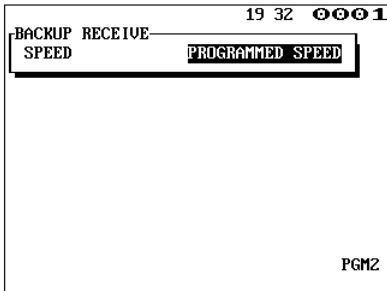 19 32 0001
BACKUP RECEIVE
SPEED PROGRAMMED SPEED
PGM2